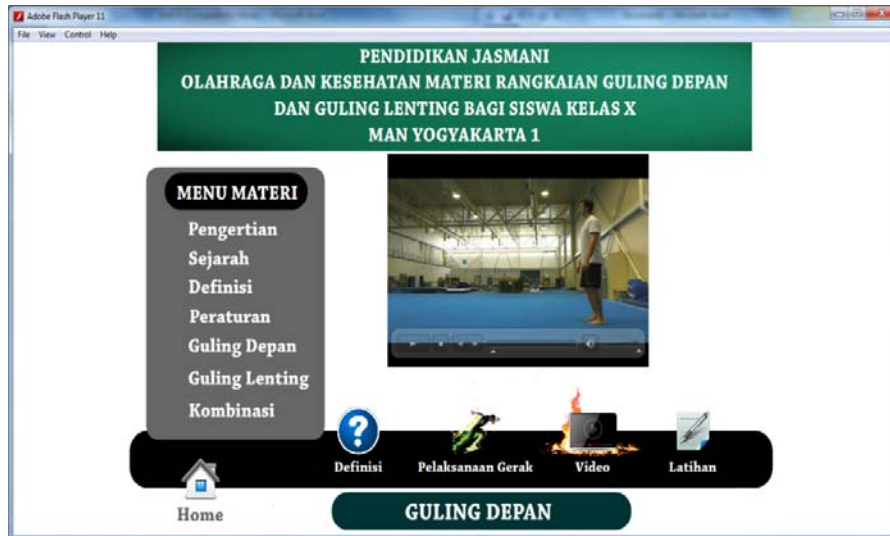 Adobe Flash Player 11
File View Control Help
PENDIDIKAN JASMANI
OLAHRAGA DAN KESEHATAN MATERI RANGKAIAN GULING DEPAN
DAN GULING LENTING BAGI SISWA KELAS X
MAN YOGYAKARTA 1
MENU MATERI
Pengertian
Sejarah
Definisi
Peraturan
Guling Depan
Guling Lenting
Kombinasi
Definisi
Pelaksanaan Gerak
Video
Latihan
Home
GULING DEPAN